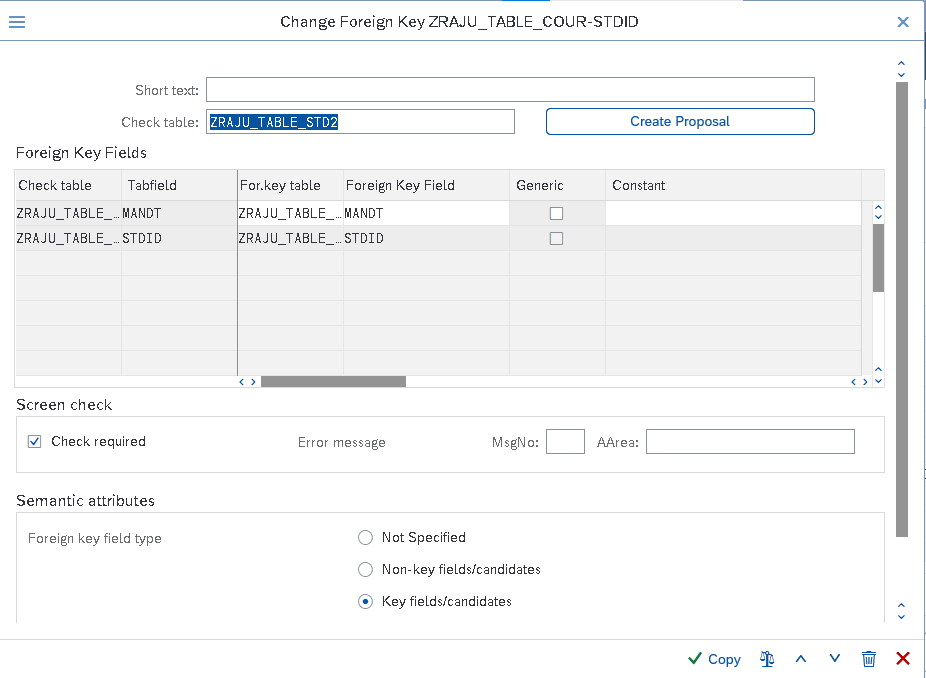 Change Foreign Key ZRAJU_TABLE_COUR-STDID
Short text:
Check table: ZRAJU_TABLE_STD2 Create Proposal
Foreign Key Fields
Check table Tabfield For.key table Foreign Key Field Generic Constant
ZRAJU_TABLE_… MANDT ZRAJU_TABLE_… MANDT
ZRAJU_TABLE_… STDID ZRAJU_TABLE_… STDID
Screen check
Check required Error message MsgNo: AArea:
Semantic attributes
Foreign key field type Not Specified
Non-key fields/candidates
Key fields/candidates
Copy